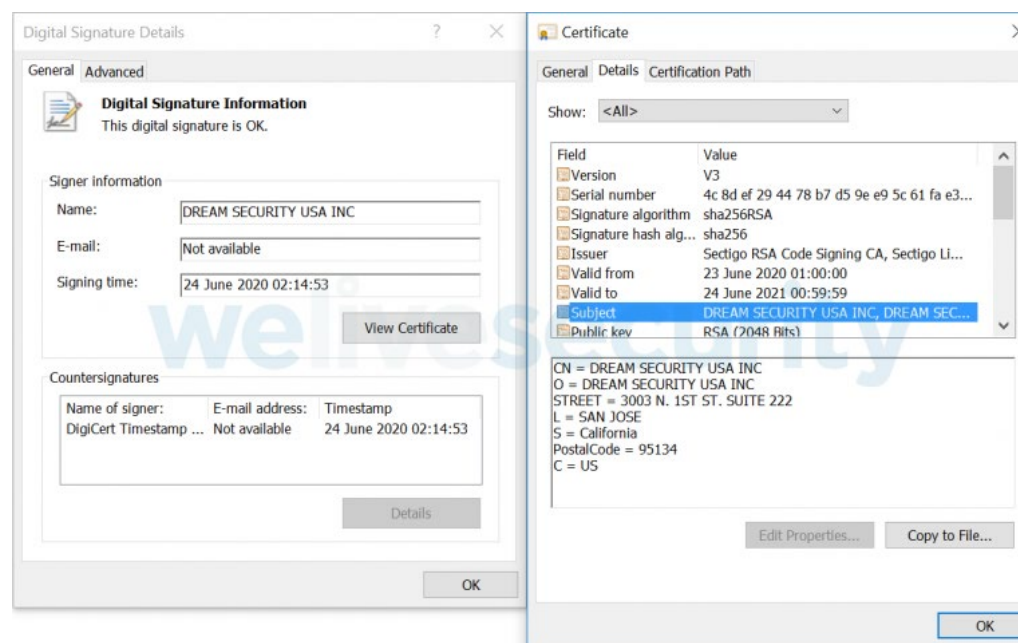 Digital Signature Details
General Advanced
Digital Signature Information
This digital signature is OK.
Signer information
Name: DREAM SECURITY USA INC
E-mail: Not available
Signing time: 24 June 2020 02:14:53
View Certificate
Countersignatures
Name of signer: E-mail address: Timestamp
DigiCert Timestamp ... Not available 24 June 2020 02:14:53
Details
OK
Certificate
General Details Certification Path
Show: <All>
Field Value
Version V3
Serial number 4c 8d ef 29 44 78 b7 d5 9e e9 5c 61 fa e3...
Signature algorithm sha256RSA
Signature hash alg... sha256
Issuer Sectigo RSA Code Signing CA, Sectigo Li...
Valid from 23 June 2020 01:00:00
Valid to 24 June 2021 00:59:59
Subject DREAM SECURITY USA INC, DREAM SEC...
Public key RSA (2048 Bits)
CN = DREAM SECURITY USA INC
O = DREAM SECURITY USA INC
STREET = 3003 N. 1ST ST. SUITE 222
L = SAN JOSE
S = California
PostalCode = 95134
C = US
Edit Properties... Copy to File...
OK
welivesecurity